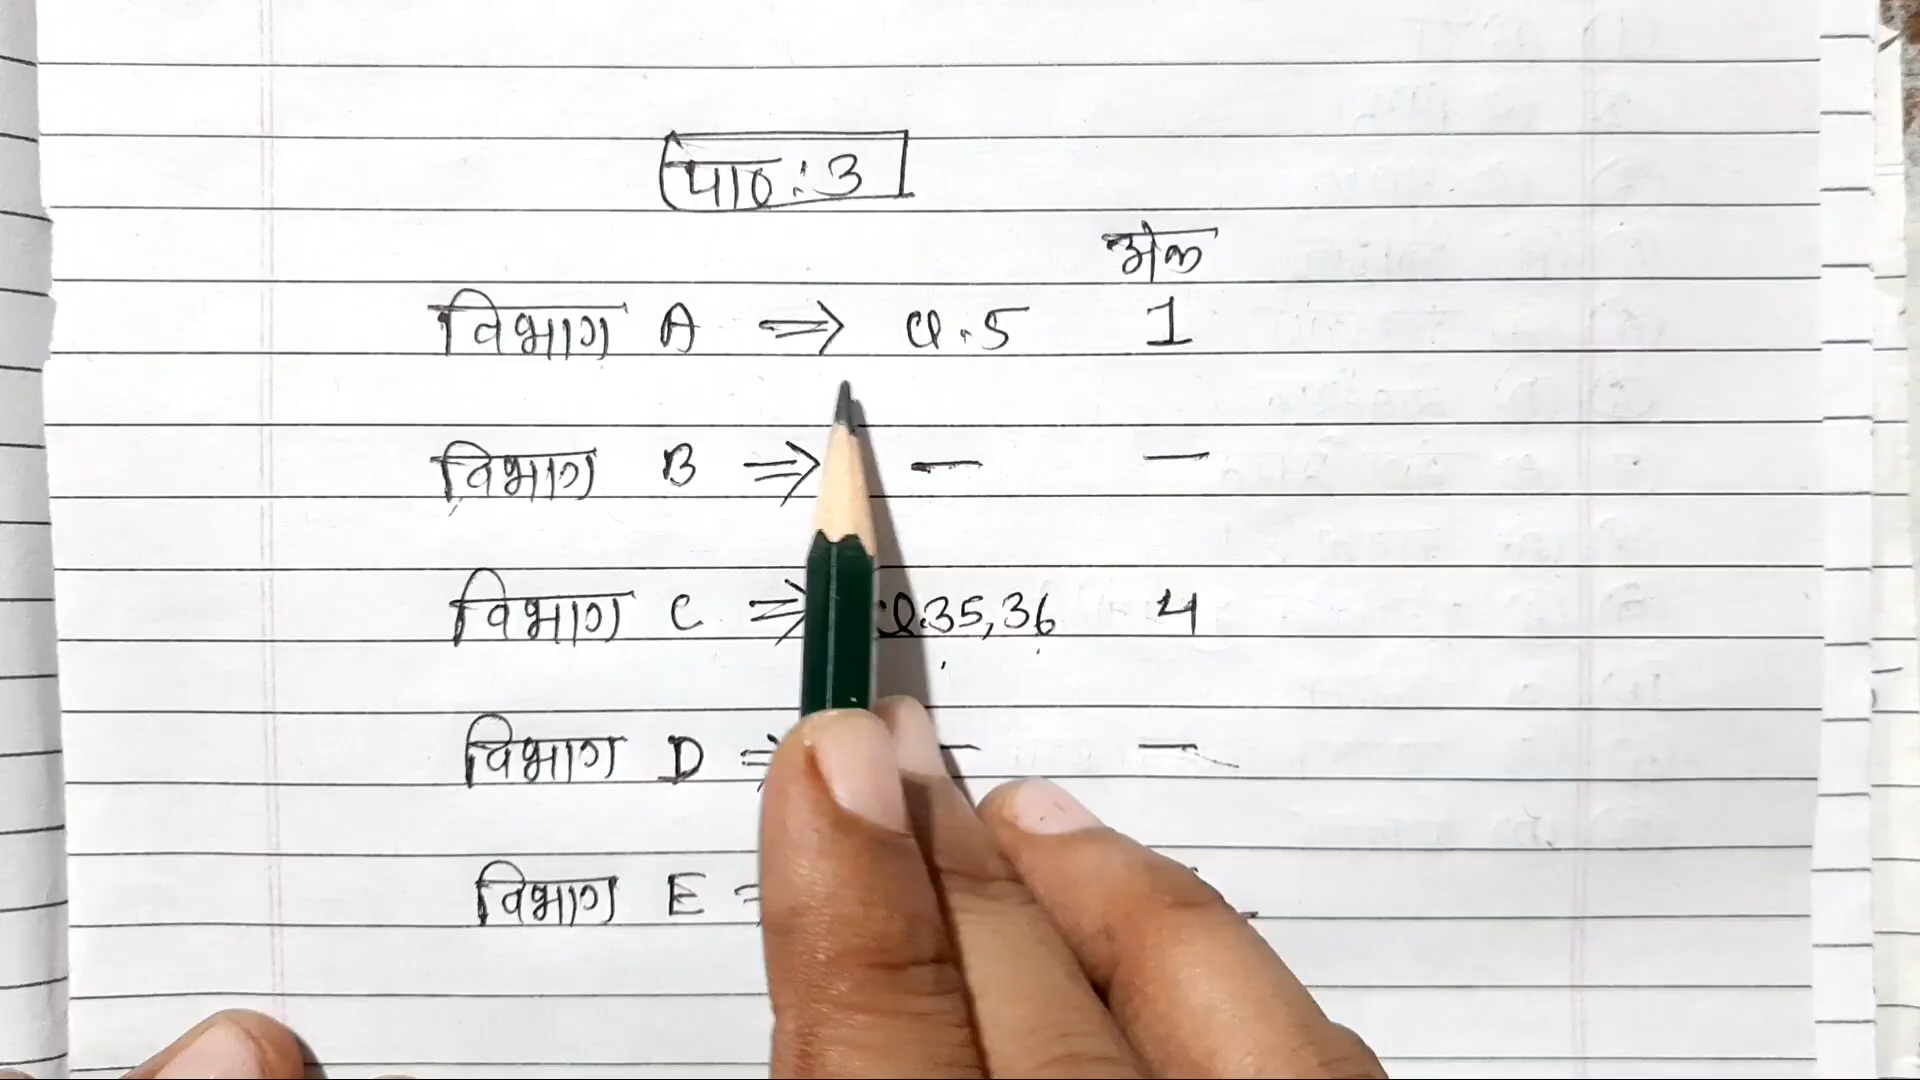 पाठ : 3
अंक
विभाग A ⇒ Q.5 1
विभाग B ⇒ — —
विभाग C ⇒ Q.35,36 4
विभाग D ⇒ — —
विभाग E